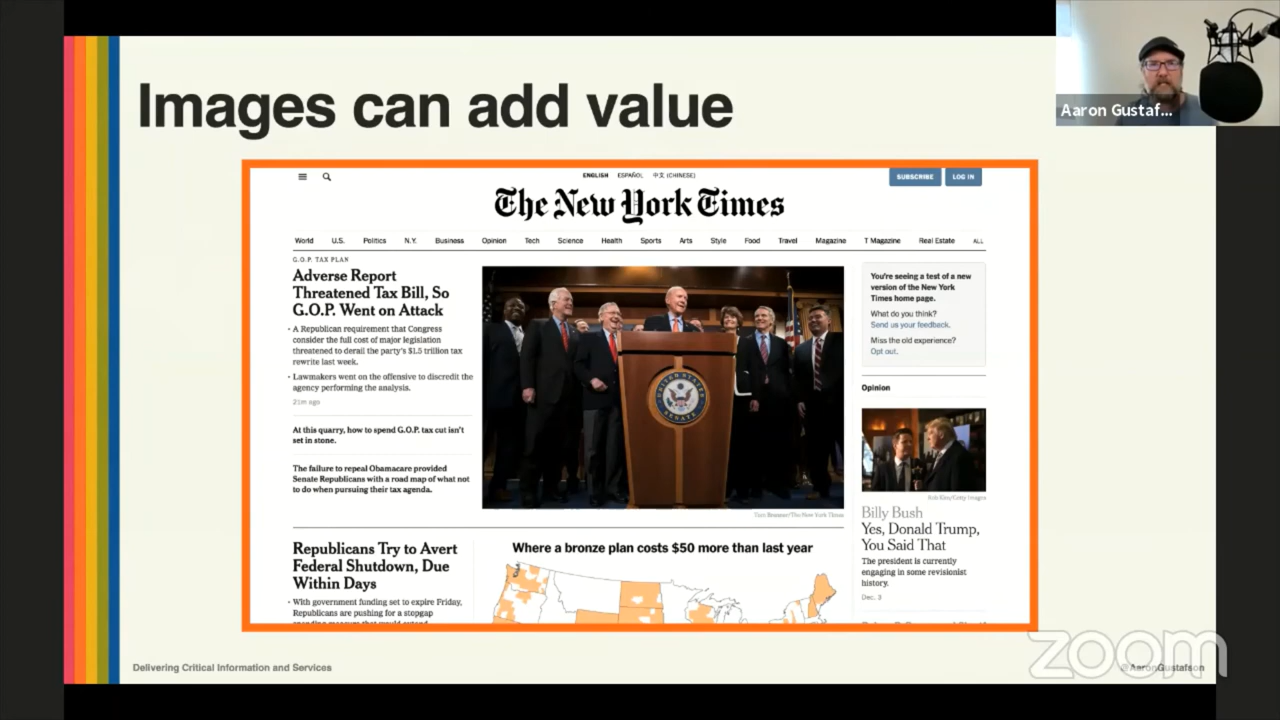 Images can add value
Aaron Gustaf...
ENGLISH ESPAÑOL 中文 (CHINESE)
SUBSCRIBE LOG IN
The New York Times
World U.S. Politics N.Y. Business Opinion Tech Science Health Sports Arts Style Food Travel Magazine T Magazine Real Estate ALL
G.O.P. TAX PLAN
Adverse Report
Threatened Tax Bill, So
G.O.P. Went on Attack
• A Republican requirement that Congress
consider the full cost of major legislation
threatened to derail the party's $1.5 trillion tax
rewrite last week.
• Lawmakers went on the offensive to discredit the
agency performing the analysis.
21m ago
At this quarry, how to spend G.O.P. tax cut isn't
set in stone.
The failure to repeal Obamacare provided
Senate Republicans with a road map of what not
to do when pursuing their tax agenda.
UNITED STATES
SENATE
/The New York Times
You're seeing a test of a new
version of the New York
Times home page.
What do you think?
Send us your feedback.
Miss the old experience?
Opt out.
Opinion
/Getty Images
Billy Bush
Yes, Donald Trump,
You Said That
The president is currently
engaging in some revisionist
history.
Dec. 3
Republicans Try to Avert
Federal Shutdown, Due
Within Days
• With government funding set to expire Friday,
Republicans are pushing for a stopgap
Where a bronze plan costs $50 more than last year
Delivering Critical Information and Services
@AaronGustafson
zoom